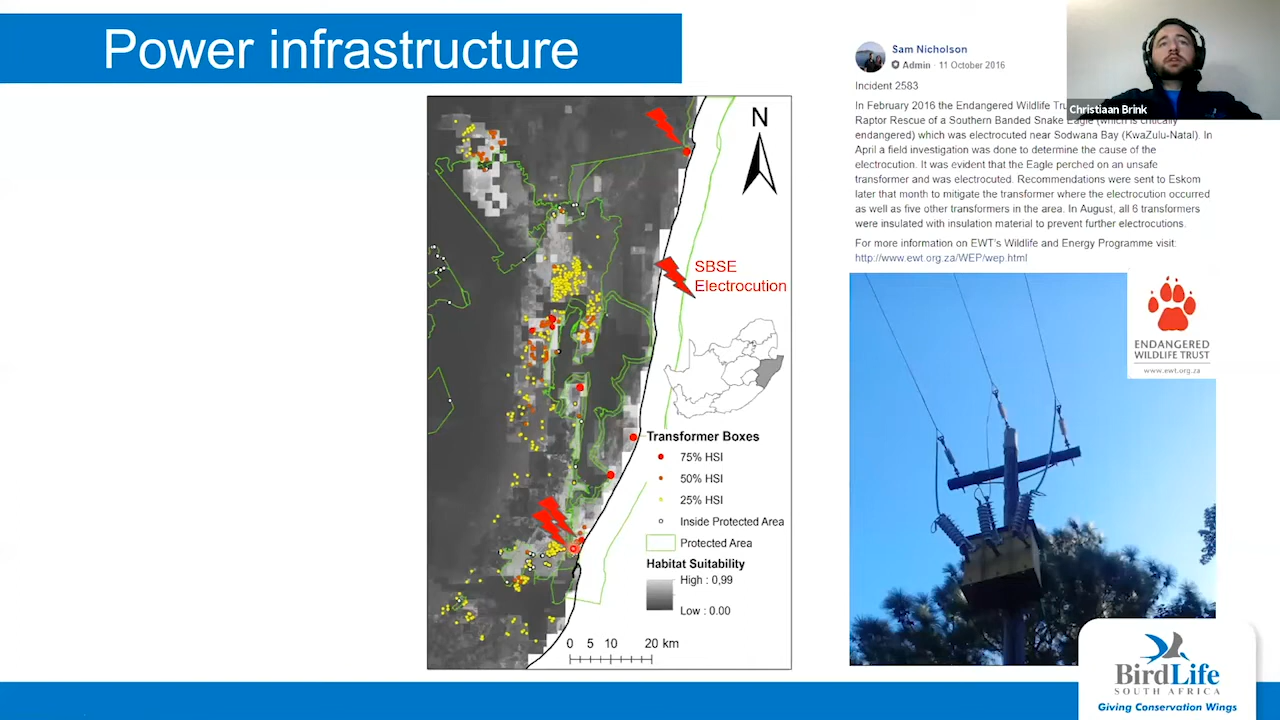 Power infrastructure
N
SBSE
Electrocution
Transformer Boxes
75% HSI
50% HSI
25% HSI
Inside Protected Area
Protected Area
Habitat Suitability
High : 0,99
Low : 0.00
0 5 10 20 km
Sam Nicholson
Admin · 11 October 2016
Incident 2583
In February 2016 the Endangered Wildlife
Raptor Rescue of a Southern Banded Snake Eagle (which is critically
endangered) which was electrocuted near Sodwana Bay (KwaZulu-Natal). In
April a field investigation was done to determine the cause of the
electrocution. It was evident that the Eagle perched on an unsafe
transformer and was electrocuted. Recommendations were sent to Eskom
later that month to mitigate the transformer where the electrocution occurred
as well as five other transformers in the area. In August, all 6 transformers
were insulated with insulation material to prevent further electrocutions.
For more information on EWT's Wildlife and Energy Programme visit:
http://www.ewt.org.za/WEP/wep.html
Christiaan Brink
ENDANGERED
WILDLIFE TRUST
www.ewt.org.za
BirdLife
SOUTH AFRICA
Giving Conservation Wings